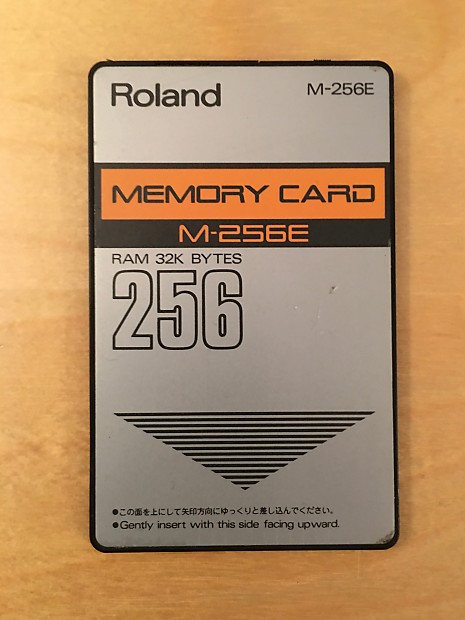 Roland M-256E
MEMORY CARD
M-256E
RAM 32K BYTES
256
●この面を上にして矢印方向にゆっくりと差し込んでください。
●Gently insert with this side facing upward.